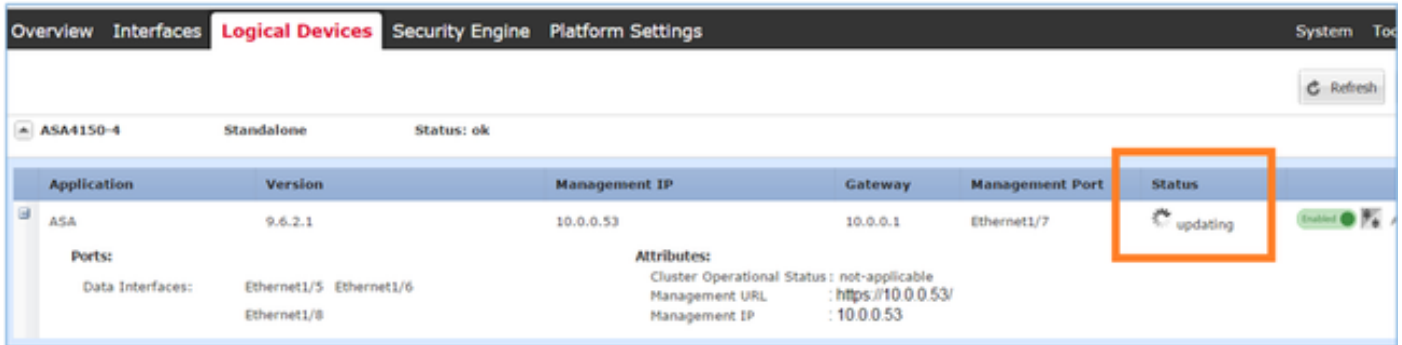 Overview Interfaces Logical Devices Security Engine Platform Settings System
Refresh
ASA4150-4 Standalone Status: ok
Application Version Management IP Gateway Management Port Status
ASA 9.6.2.1 10.0.0.53 10.0.0.1 Ethernet1/7 updating Enabled
Ports: Attributes:
Data Interfaces: Ethernet1/5 Ethernet1/6 Cluster Operational Status : not-applicable
Management URL : https://10.0.0.53/
Ethernet1/8 Management IP : 10.0.0.53